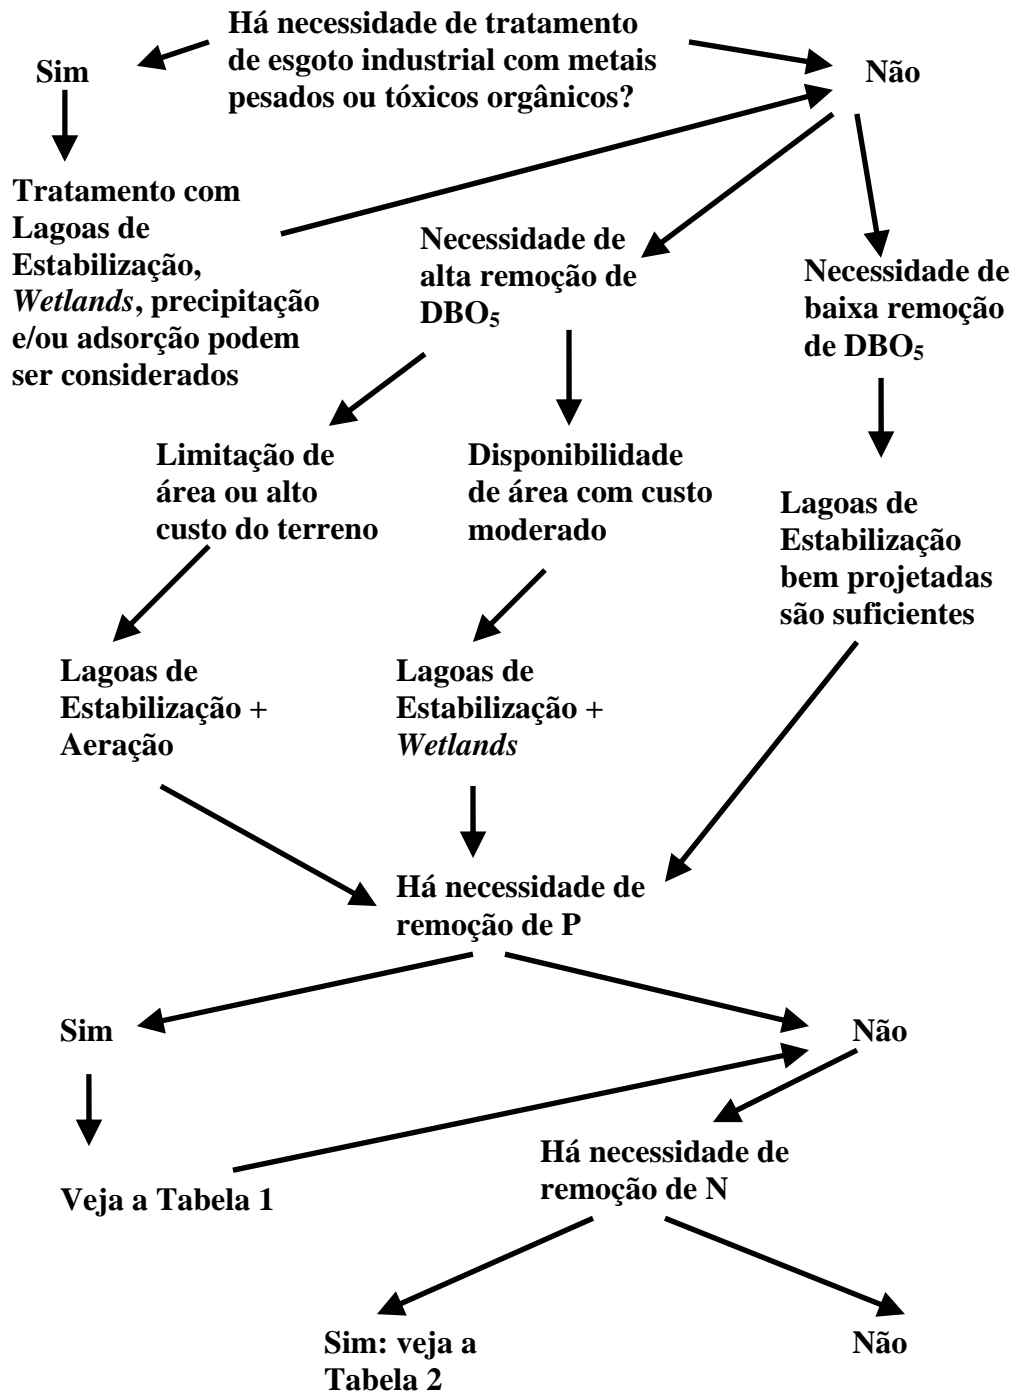 Há necessidade de tratamento
de esgoto industrial com metais
pesados ou tóxicos orgânicos?
Sim
Não
Tratamento com
Lagoas de
Estabilização,
Wetlands, precipitação
e/ou adsorção podem
ser considerados
Necessidade de
alta remoção de
DBO₅
Necessidade de
baixa remoção
de DBO₅
Limitação de
área ou alto
custo do terreno
Disponibilidade
de área com custo
moderado
Lagoas de
Estabilização
bem projetadas
são suficientes
Lagoas de
Estabilização +
Aeração
Lagoas de
Estabilização +
Wetlands
Há necessidade de
remoção de P
Sim
Não
Veja a Tabela 1
Há necessidade de
remoção de N
Sim: veja a
Tabela 2
Não